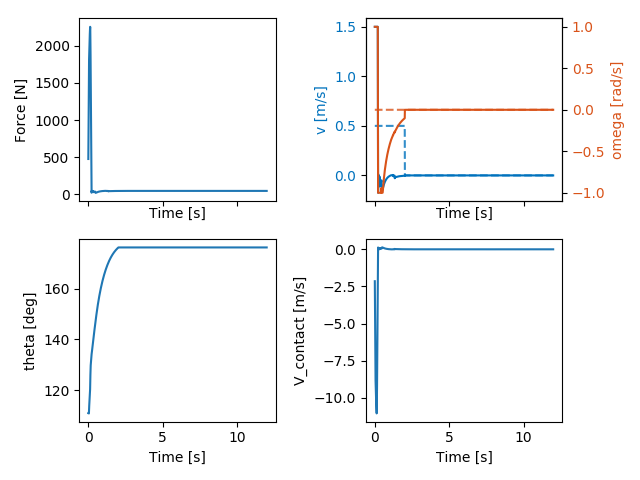 2000
1500
1000
500
0
Force [N]
Time [s]
1.5
1.0
0.5
0.0
v [m/s]
1.0
0.5
0.0
−0.5
−1.0
omega [rad/s]
Time [s]
160
140
120
theta [deg]
0 5 10
Time [s]
0.0
−2.5
−5.0
−7.5
−10.0
V_contact [m/s]
0 5 10
Time [s]